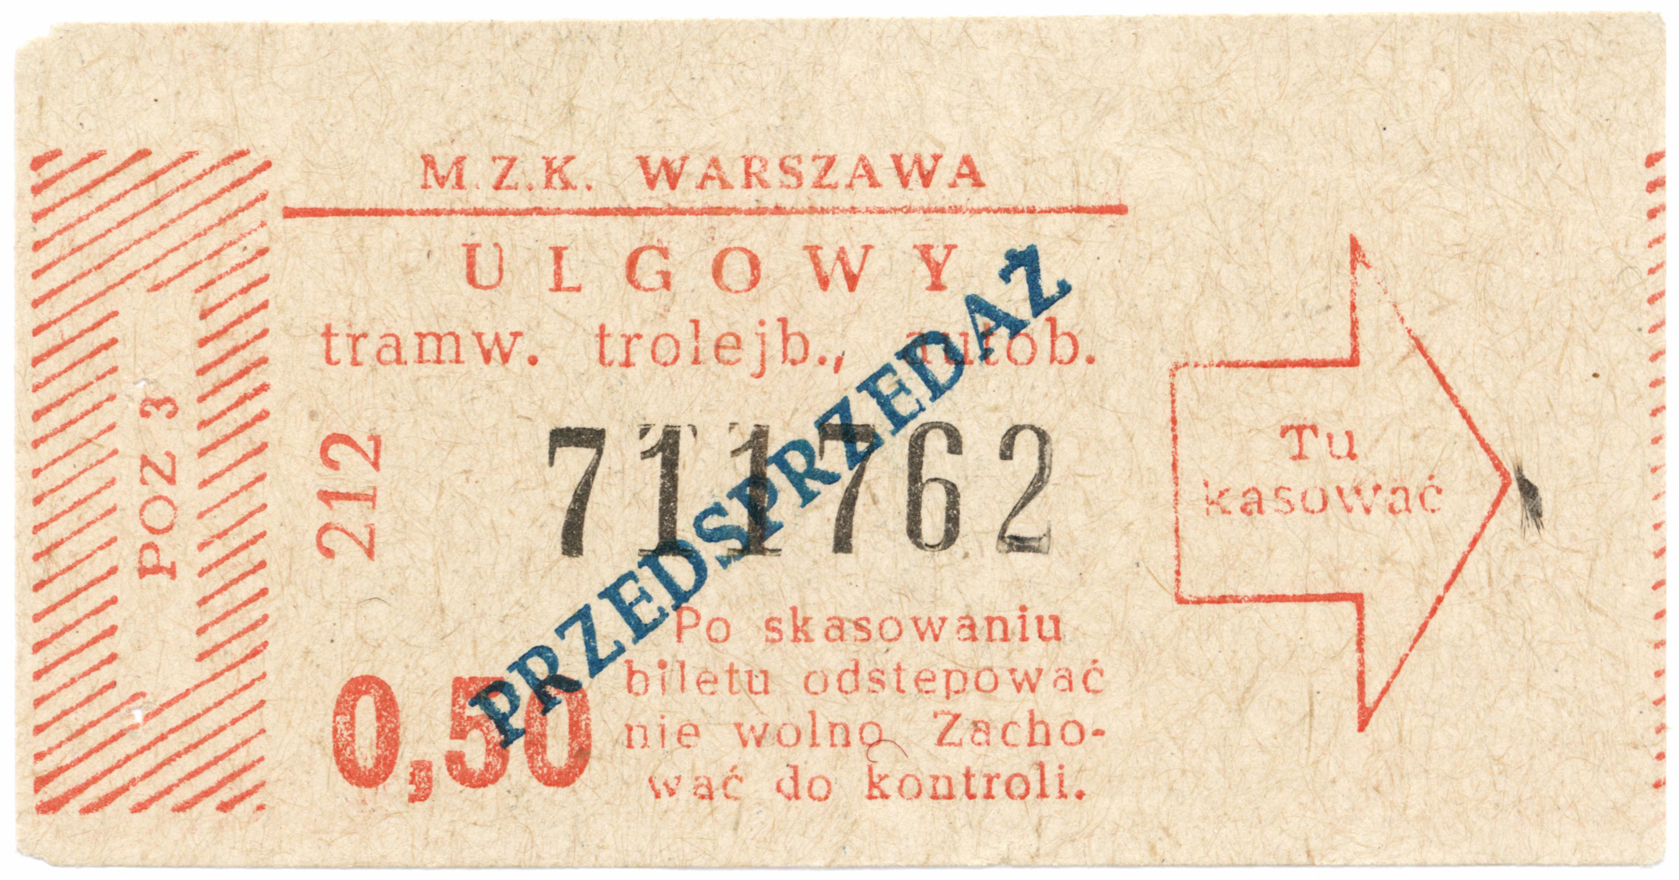 M.Z.K. WARSZAWA
ULGOWY
tramw. trolejb., autob.
POZ 3
212
711762
PRZEDSPRZEDAŻ
0,50
Po skasowaniu
biletu odstępować
nie wolno. Zacho-
wać do kontroli.
Tu
kasować